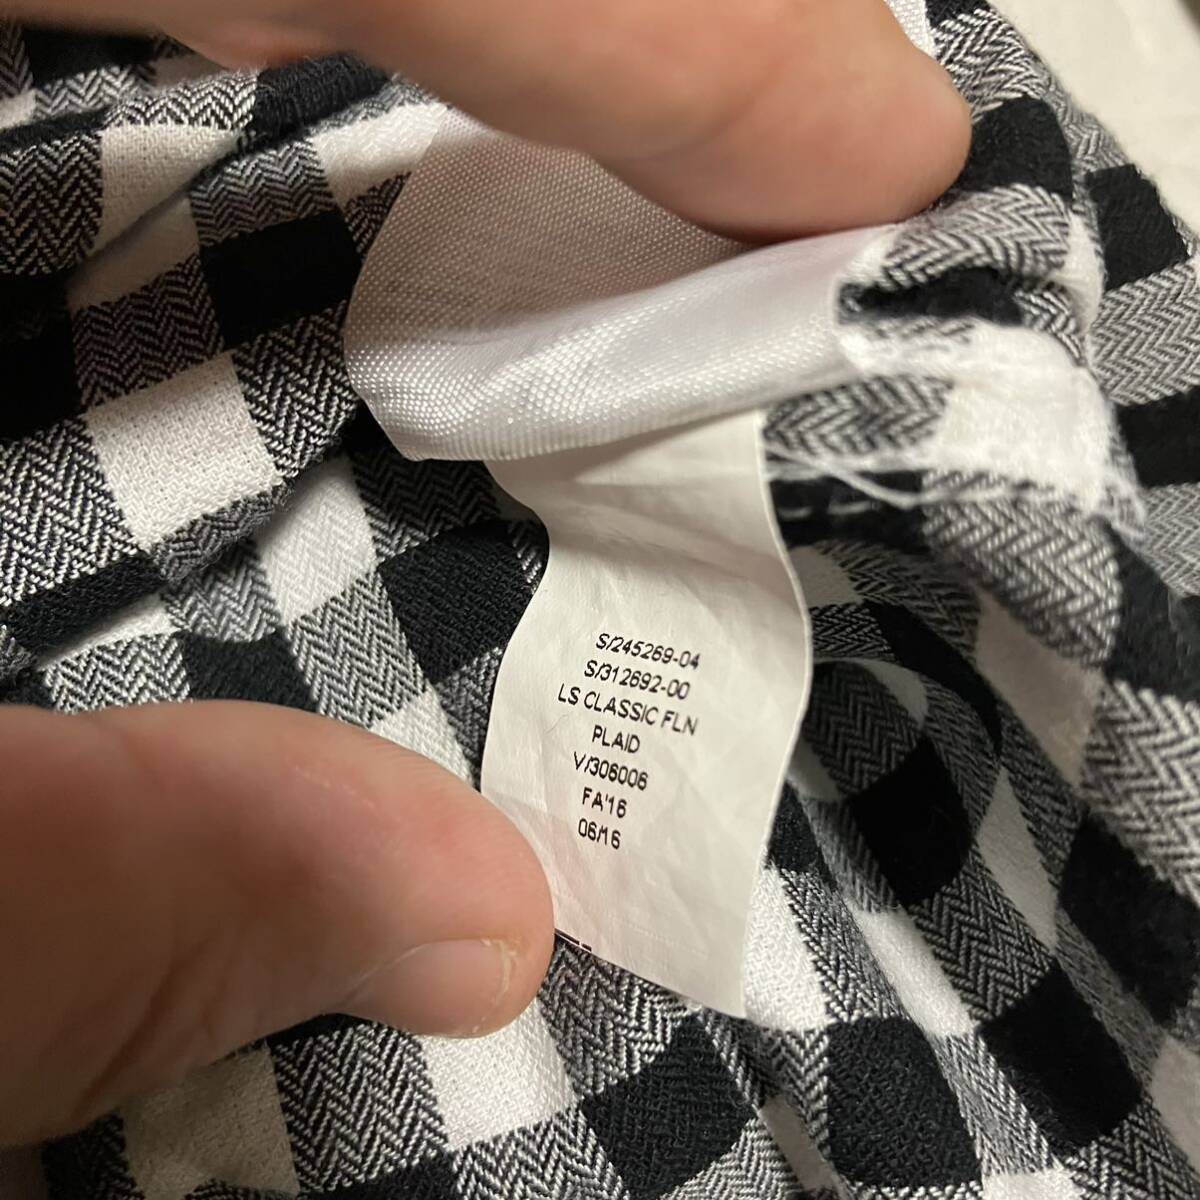 S/245269-04
S/312692-00
LS CLASSIC FLN
PLAID
V/306006
FA'16
06/16